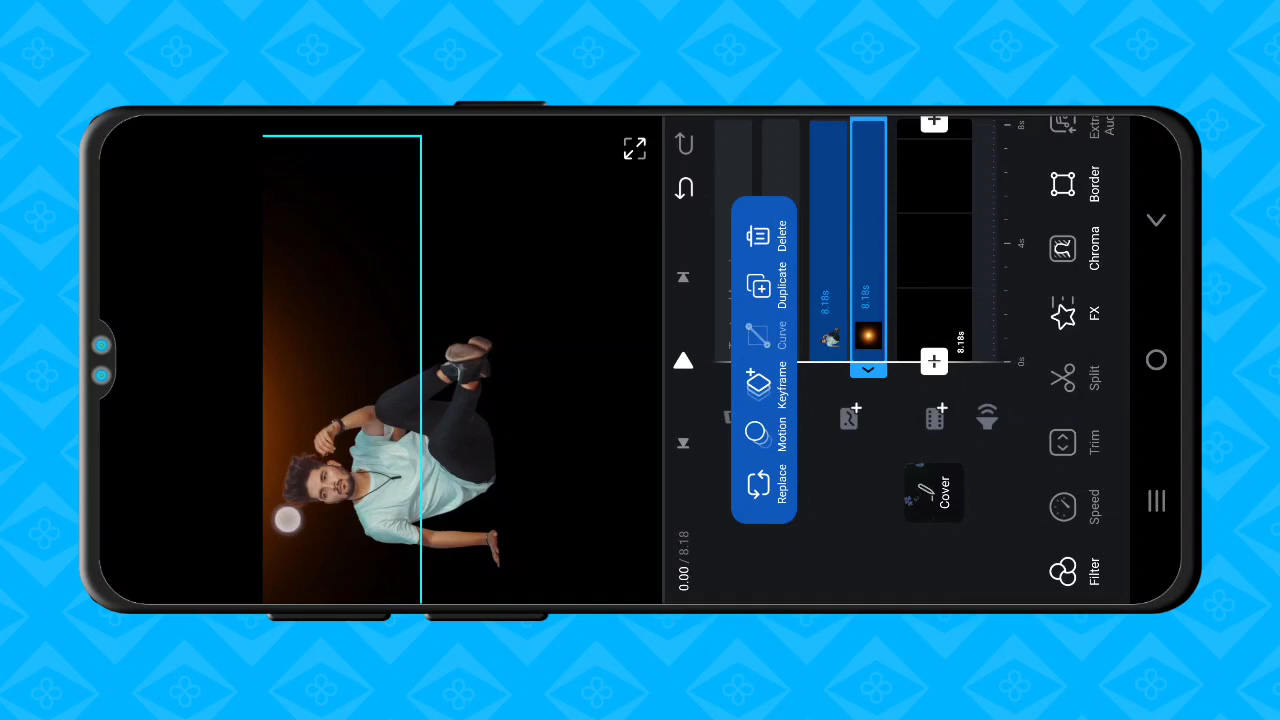 0.00 / 8.18
Replace Motion Keyframe Curve Duplicate Delete
8.18s
8.18s
Cover 8.18s
0s 4s 8s
Filter Speed Trim Split FX Chroma Border